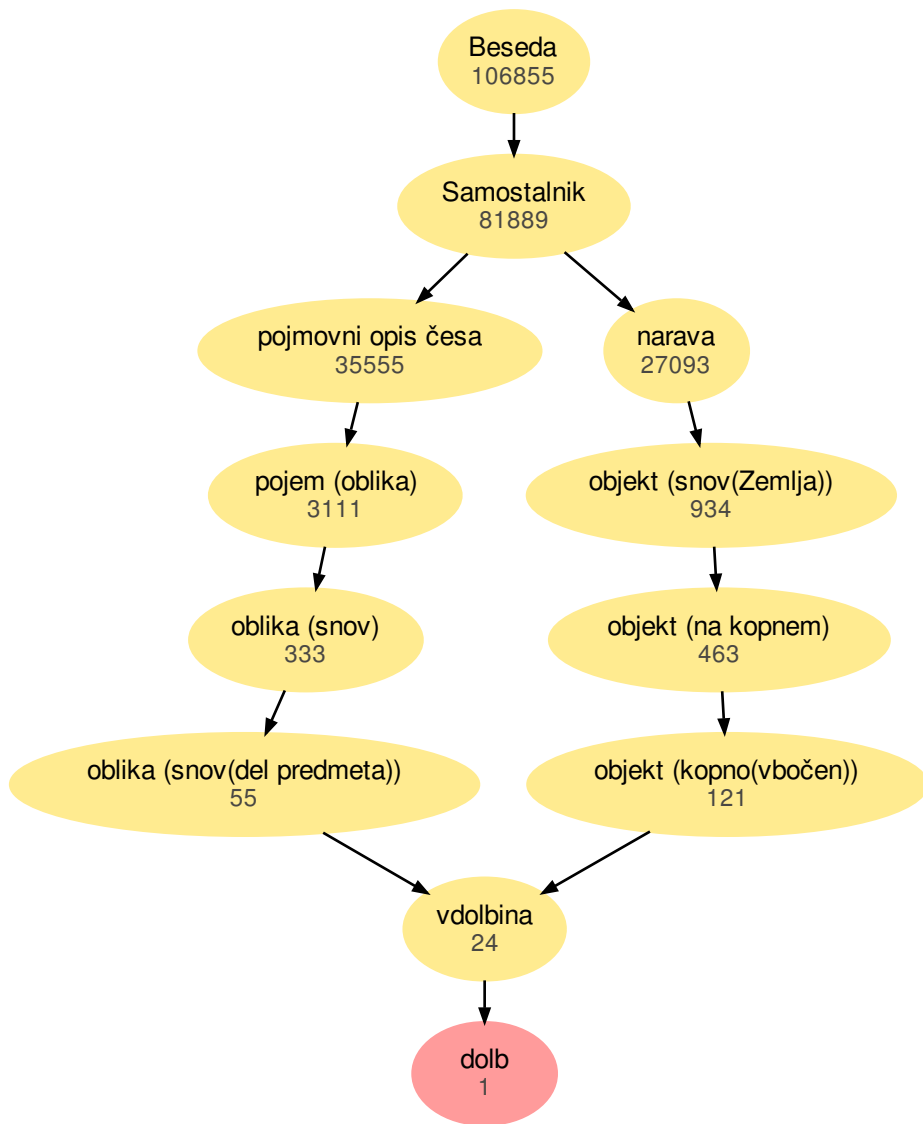 Beseda
106855
Samostalnik
81889
pojmovni opis česa
35555
narava
27093
pojem (oblika)
3111
objekt (snov(Zemlja))
934
oblika (snov)
333
objekt (na kopnem)
463
oblika (snov(del predmeta))
55
objekt (kopno(vbočen))
121
vdolbina
24
dolb
1